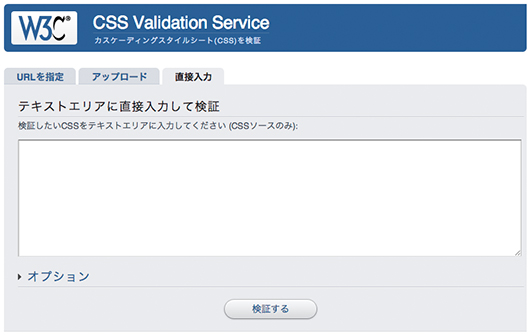 W3C® CSS Validation Service
カスケーディングスタイルシート(CSS)を検証
URLを指定 アップロード 直接入力
テキストエリアに直接入力して検証
検証したいCSSをテキストエリアに入力してください (CSSソースのみ):
オプション
検証する